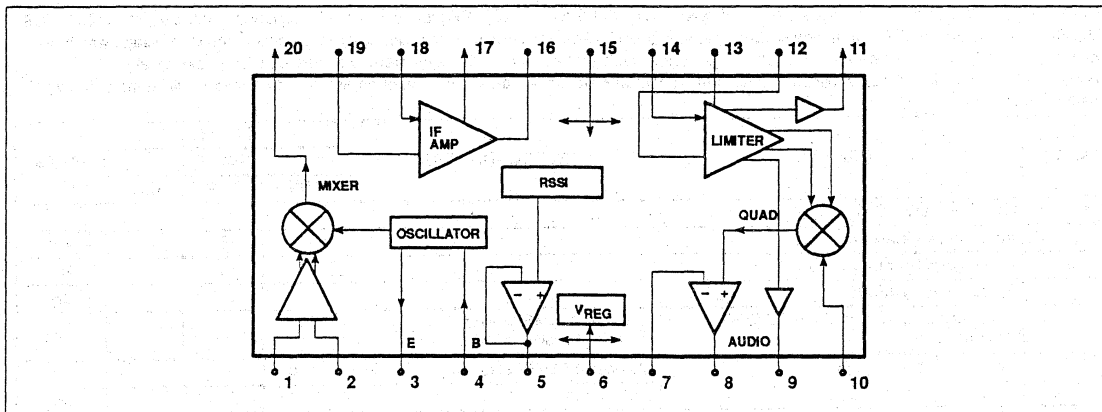 20 19 18 17 16 15 14 13 12 11
IF
AMP
LIMITER
RSSI
MIXER
QUAD
OSCILLATOR
- +
VREG
- +
E B AUDIO
1 2 3 4 5 6 7 8 9 10